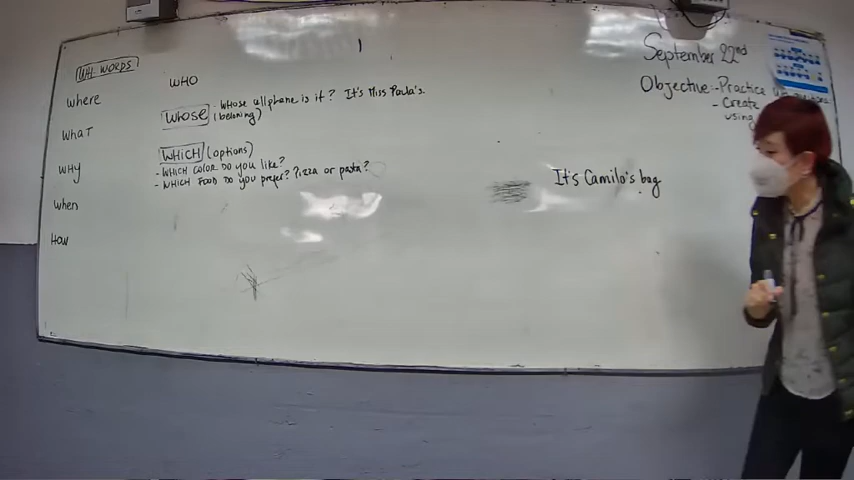 WH WORDS
Where
WhaT
Why
When
How
WHO
WHOSE
- WHOSE cellphone is it? It's Miss Paula's
(belonging)
WHICH (options)
- WHICH COLOR DO you like?
- WHICH FOOD DO you prefer? Pizza or pasta?
It's Camilo's bag
September 22nd
Objective: - Practice
- Create
using